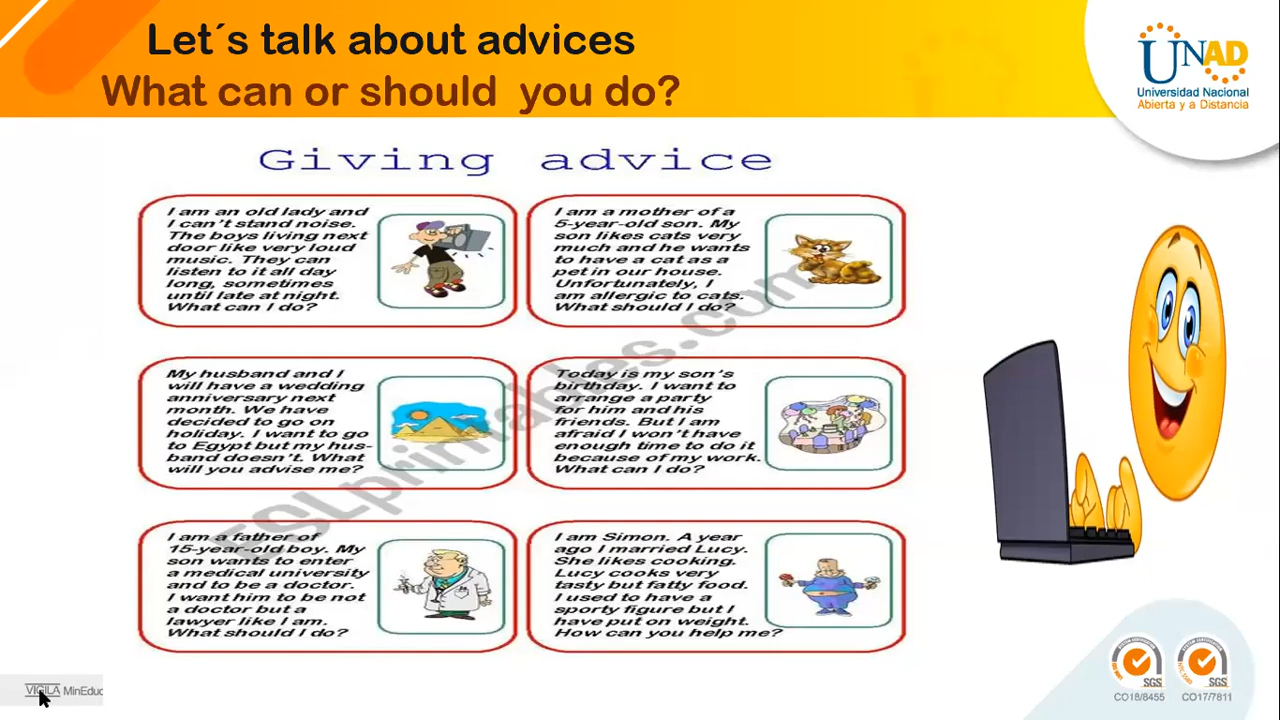 Let´s talk about advices
What can or should you do?
UNAD
Universidad Nacional
Abierta y a Distancia
Giving advice
I am an old lady and
I can't stand noise.
The boys living next
door like very loud
music. They can
listen to it all day
long, sometimes
until late at night.
What can I do?
I am a mother of a
5-year-old son. My
son likes cats very
much and he wants
to have a cat as a
pet in our house.
Unfortunately, I
am allergic to cats.
What should I do?
My husband and I
will have a wedding
anniversary next
month. We have
decided to go on
holiday. I want to go
to Egypt but my hus-
band doesn't. What
will you advise me?
Today is my son's
birthday. I want to
arrange a party
for him and his
friends. But I am
afraid I won't have
enough time to do it
because of my work.
What can I do?
I am a father of
15-year-old boy. My
son wants to enter
a medical university
and to be a doctor.
I want him to be not
a doctor but a
lawyer like I am.
What should I do?
I am Simon. A year
ago I married Lucy.
She likes cooking.
Lucy cooks very
tasty but fatty food.
I used to have a
sporty figure but I
have put on weight.
How can you help me?
ESLprintables.com
VIGILA MinEduc
SGS
SGS
CO18/8455
CO17/7811